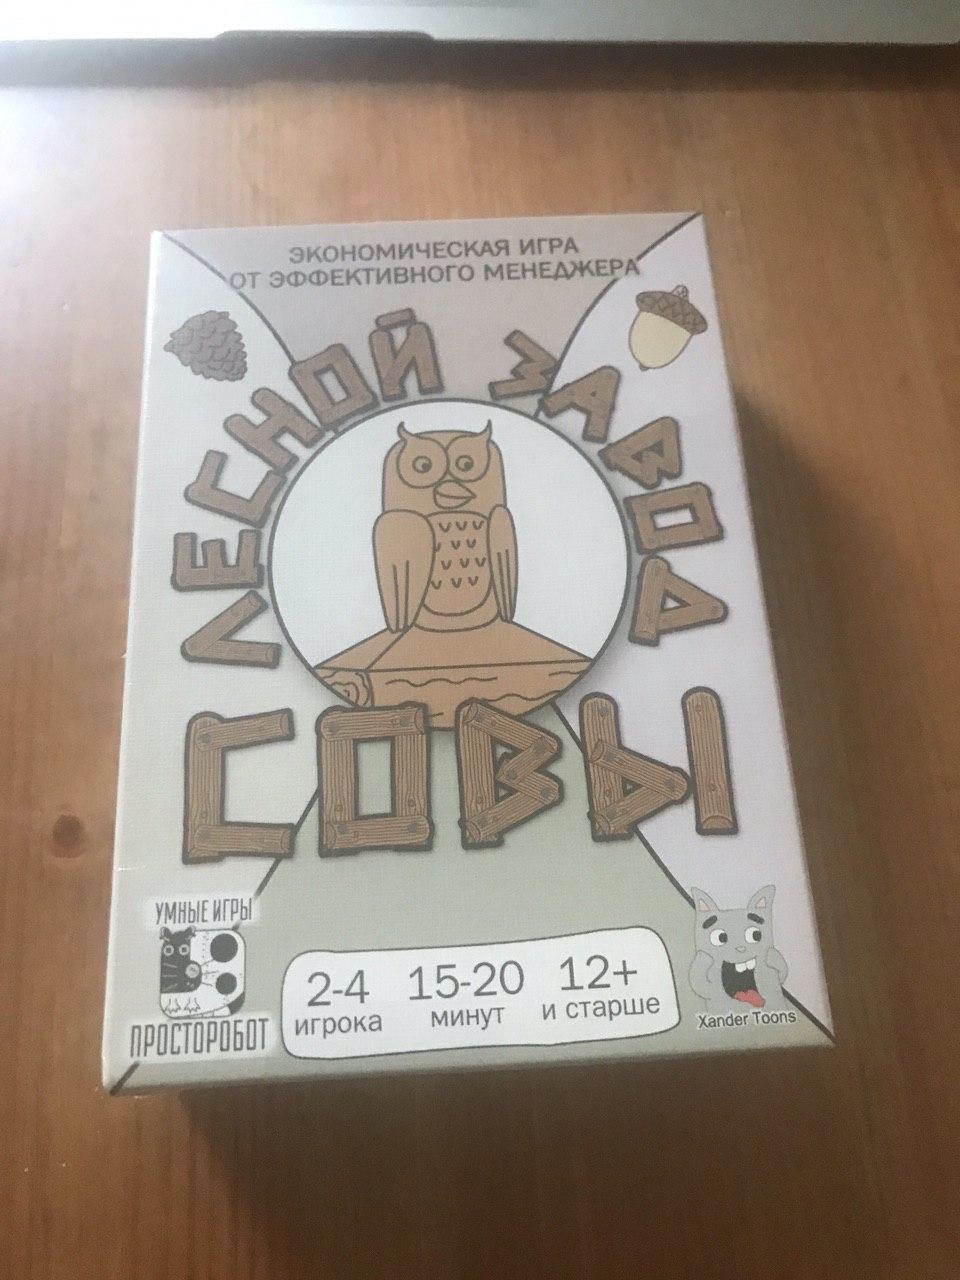 ЭКОНОМИЧЕСКАЯ ИГРА
ОТ ЭФФЕКТИВНОГО МЕНЕДЖЕРА
ЛЕСНОЙ ЗАВОД
СОВЫ
УМНЫЕ ИГРЫ
ПРОСТОРОБОТ
2-4
игрока
15-20
минут
12+
и старше
Xander Toons